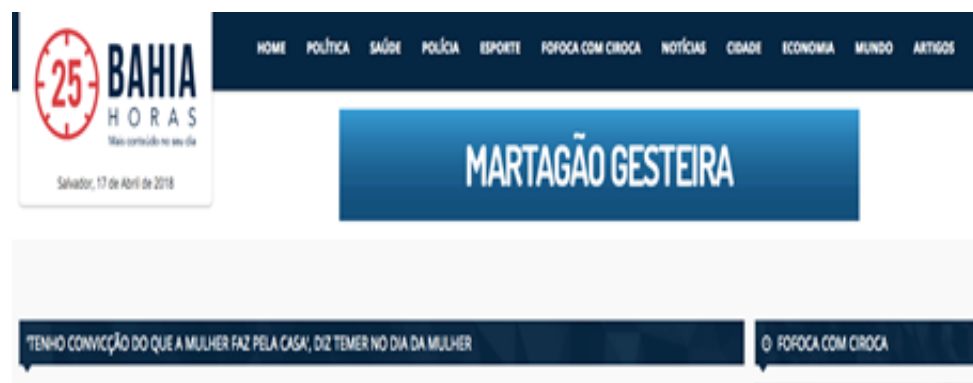 HOME POLÍTICA SAÚDE POLÍCIA ESPORTE FOFOCA COM CIROCA NOTÍCIAS CIDADE ECONOMIA MUNDO ARTIGOS
25 BAHIA
HORAS
Mais conteúdo no seu dia
Salvador, 17 de Abril de 2018
MARTAGÃO GESTEIRA
'TENHO CONVICÇÃO DO QUE A MULHER FAZ PELA CASA', DIZ TEMER NO DIA DA MULHER
FOFOCA COM CIROCA